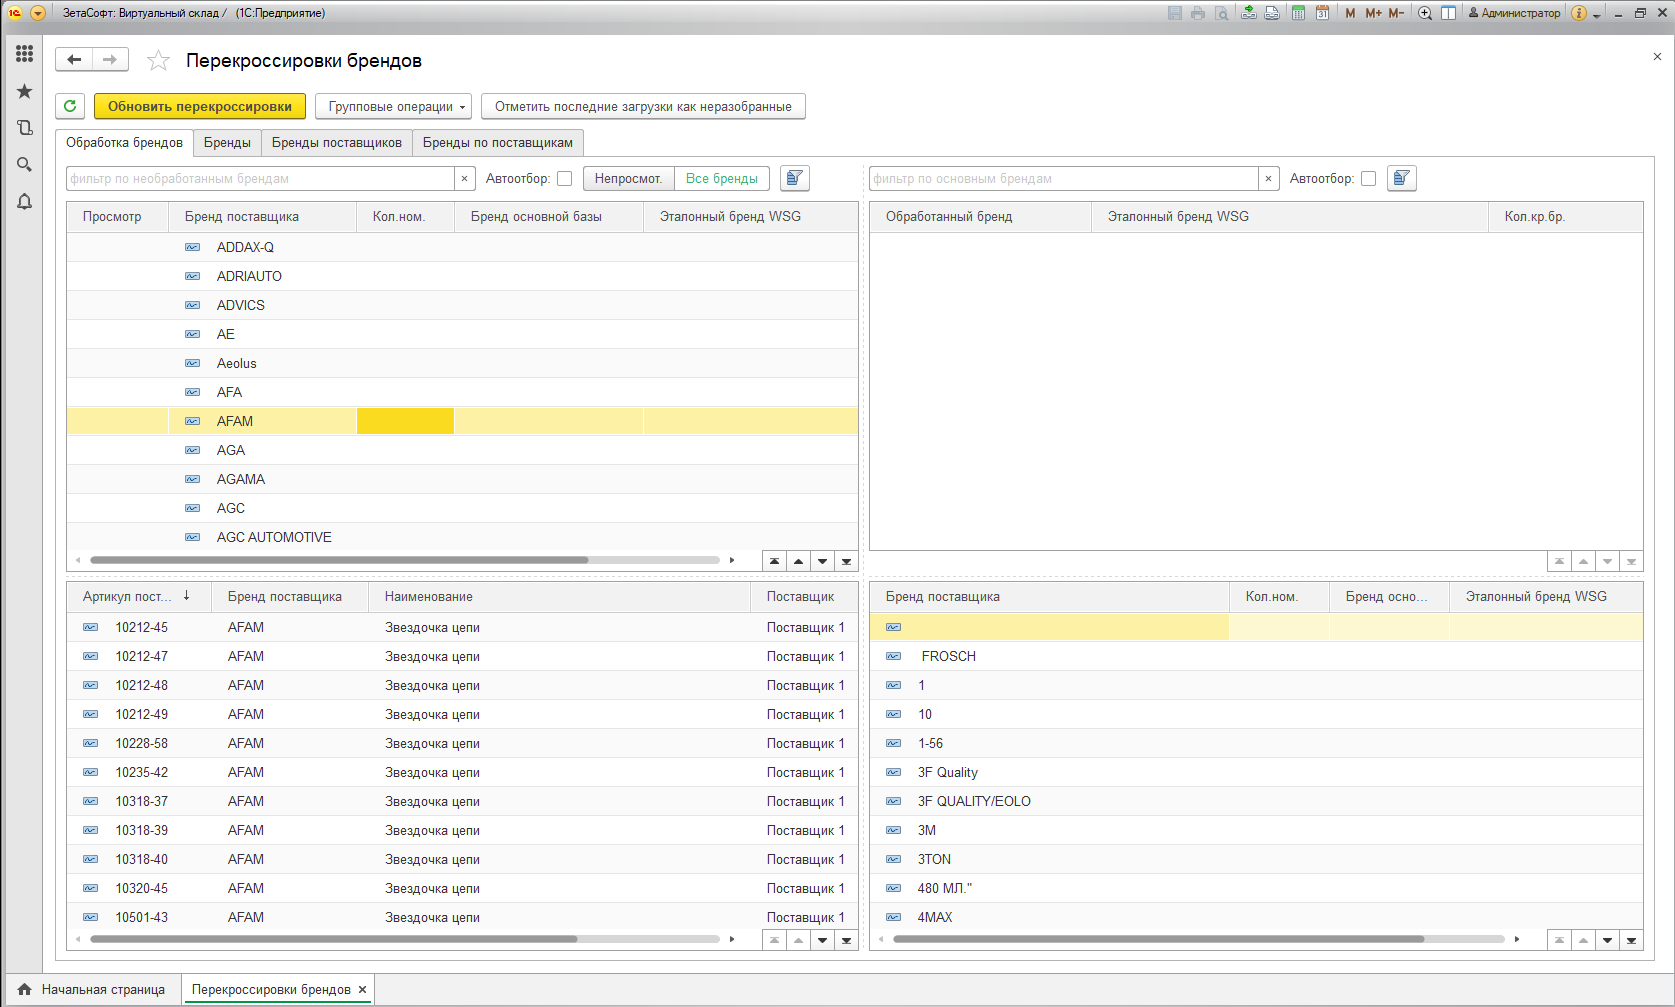 ЗетаСофт: Виртуальный склад / (1С:Предприятие)
M M+ M- Администратор
Перекроссировки брендов
Обновить перекроссировки Групповые операции Отметить последние загрузки как неразобранные
Обработка брендов Бренды Бренды поставщиков Бренды по поставщикам
фильтр по необработанным брендам × Автоотбор: Непросмот. Все бренды
фильтр по основным брендам × Автоотбор:
Просмотр Бренд поставщика Кол.ном. Бренд основной базы Эталонный бренд WSG
ADDAX-Q
ADRIAUTO
ADVICS
AE
Aeolus
AFA
AFAM
AGA
AGAMA
AGC
AGC AUTOMOTIVE
Обработанный бренд Эталонный бренд WSG Кол.кр.бр.
Артикул пост... ↓ Бренд поставщика Наименование Поставщик
10212-45 AFAM Звездочка цепи Поставщик 1
10212-47 AFAM Звездочка цепи Поставщик 1
10212-48 AFAM Звездочка цепи Поставщик 1
10212-49 AFAM Звездочка цепи Поставщик 1
10228-58 AFAM Звездочка цепи Поставщик 1
10235-42 AFAM Звездочка цепи Поставщик 1
10318-37 AFAM Звездочка цепи Поставщик 1
10318-39 AFAM Звездочка цепи Поставщик 1
10318-40 AFAM Звездочка цепи Поставщик 1
10320-45 AFAM Звездочка цепи Поставщик 1
10501-43 AFAM Звездочка цепи Поставщик 1
Бренд поставщика Кол.ном. Бренд осно... Эталонный бренд WSG
FROSCH
1
10
1-56
3F Quality
3F QUALITY/EOLO
3M
3TON
480 МЛ."
4MAX
Начальная страница Перекроссировки брендов ×